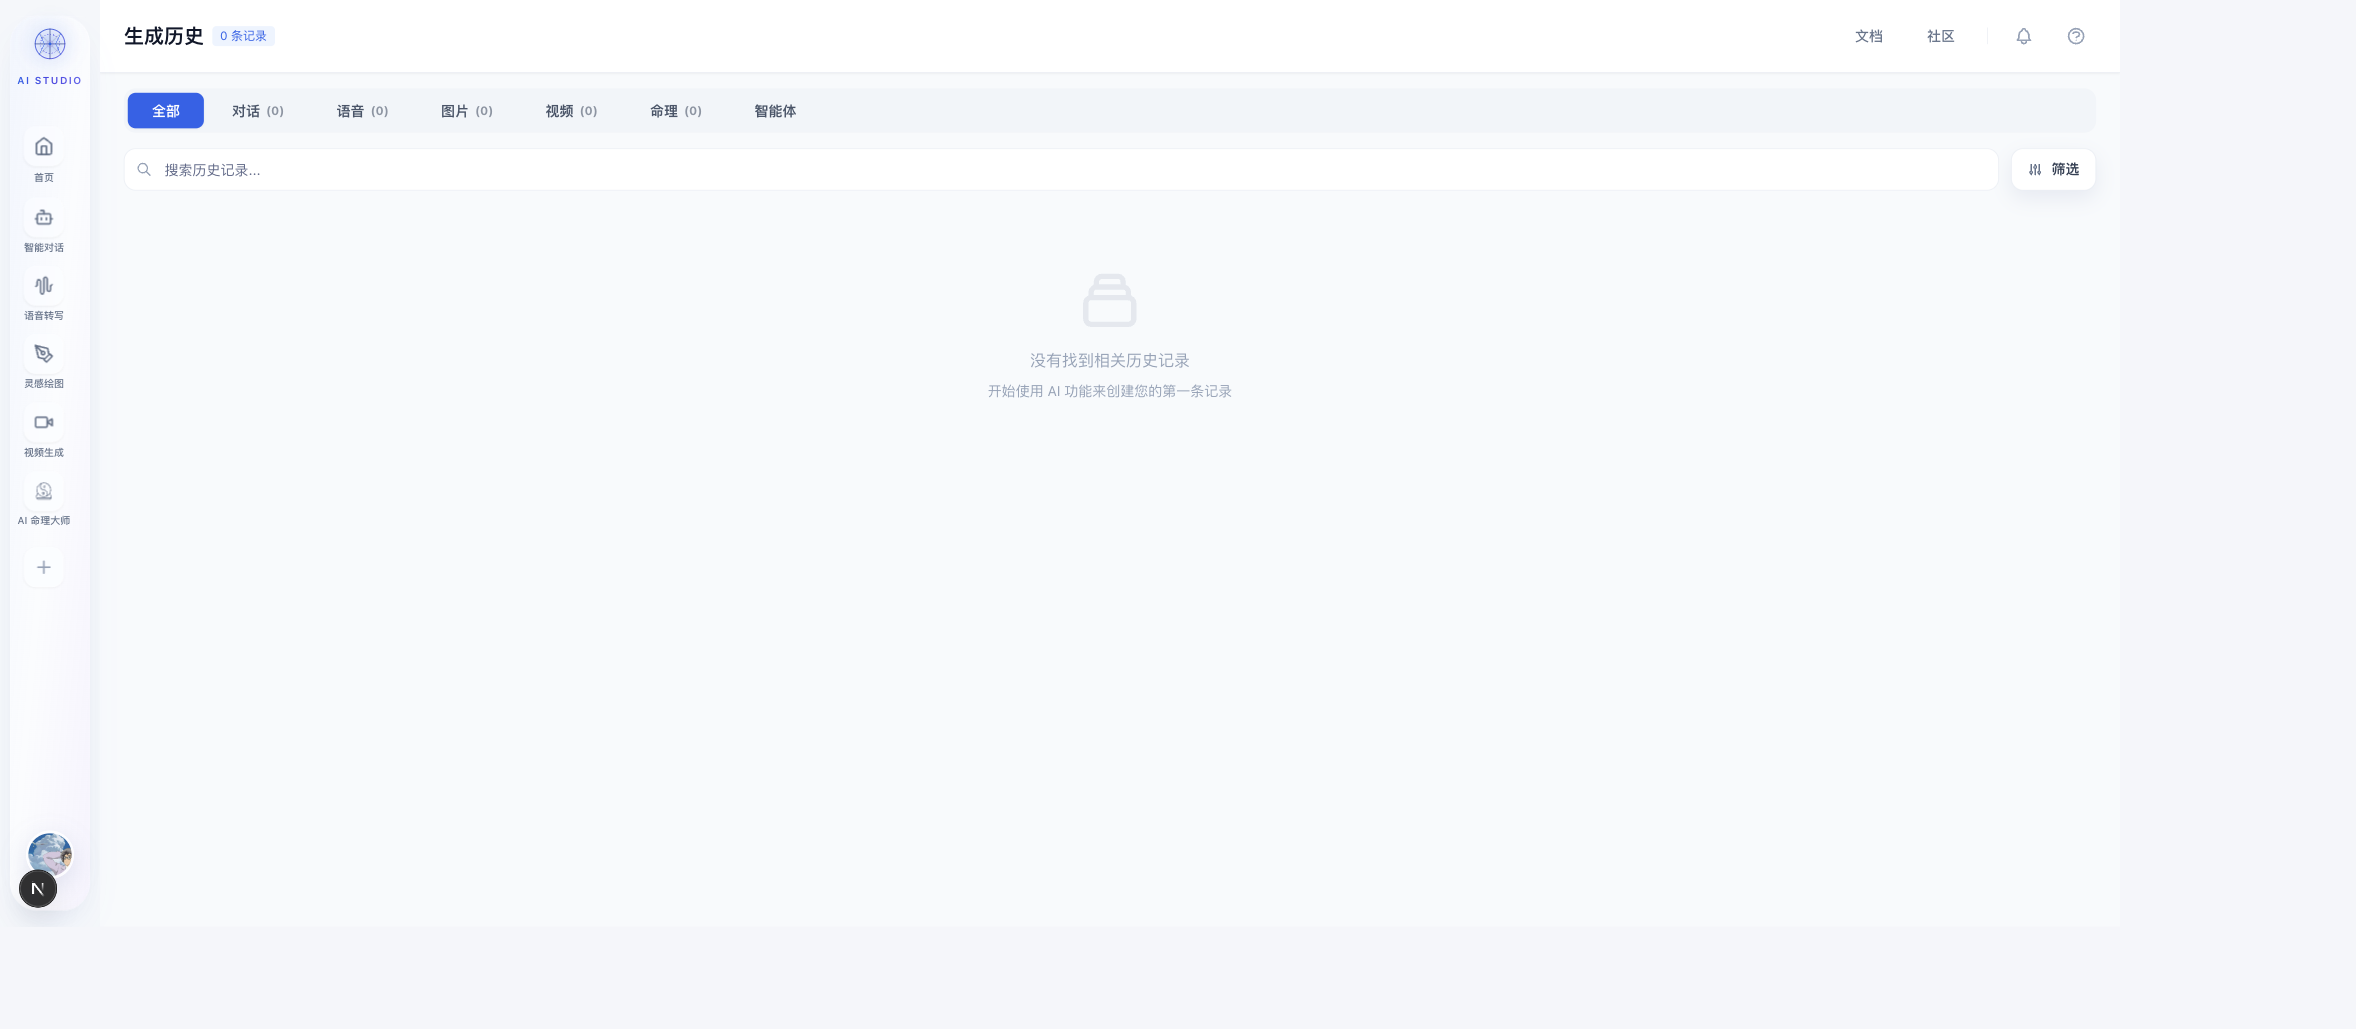 生成历史 0 条记录 文档 社区
AI STUDIO
全部 对话 (0) 语音 (0) 图片 (0) 视频 (0) 命理 (0) 智能体
搜索历史记录... 筛选
首页
智能对话
语音转写
灵感绘图
视频生成
AI 命理大师
没有找到相关历史记录
开始使用 AI 功能来创建您的第一条记录
N